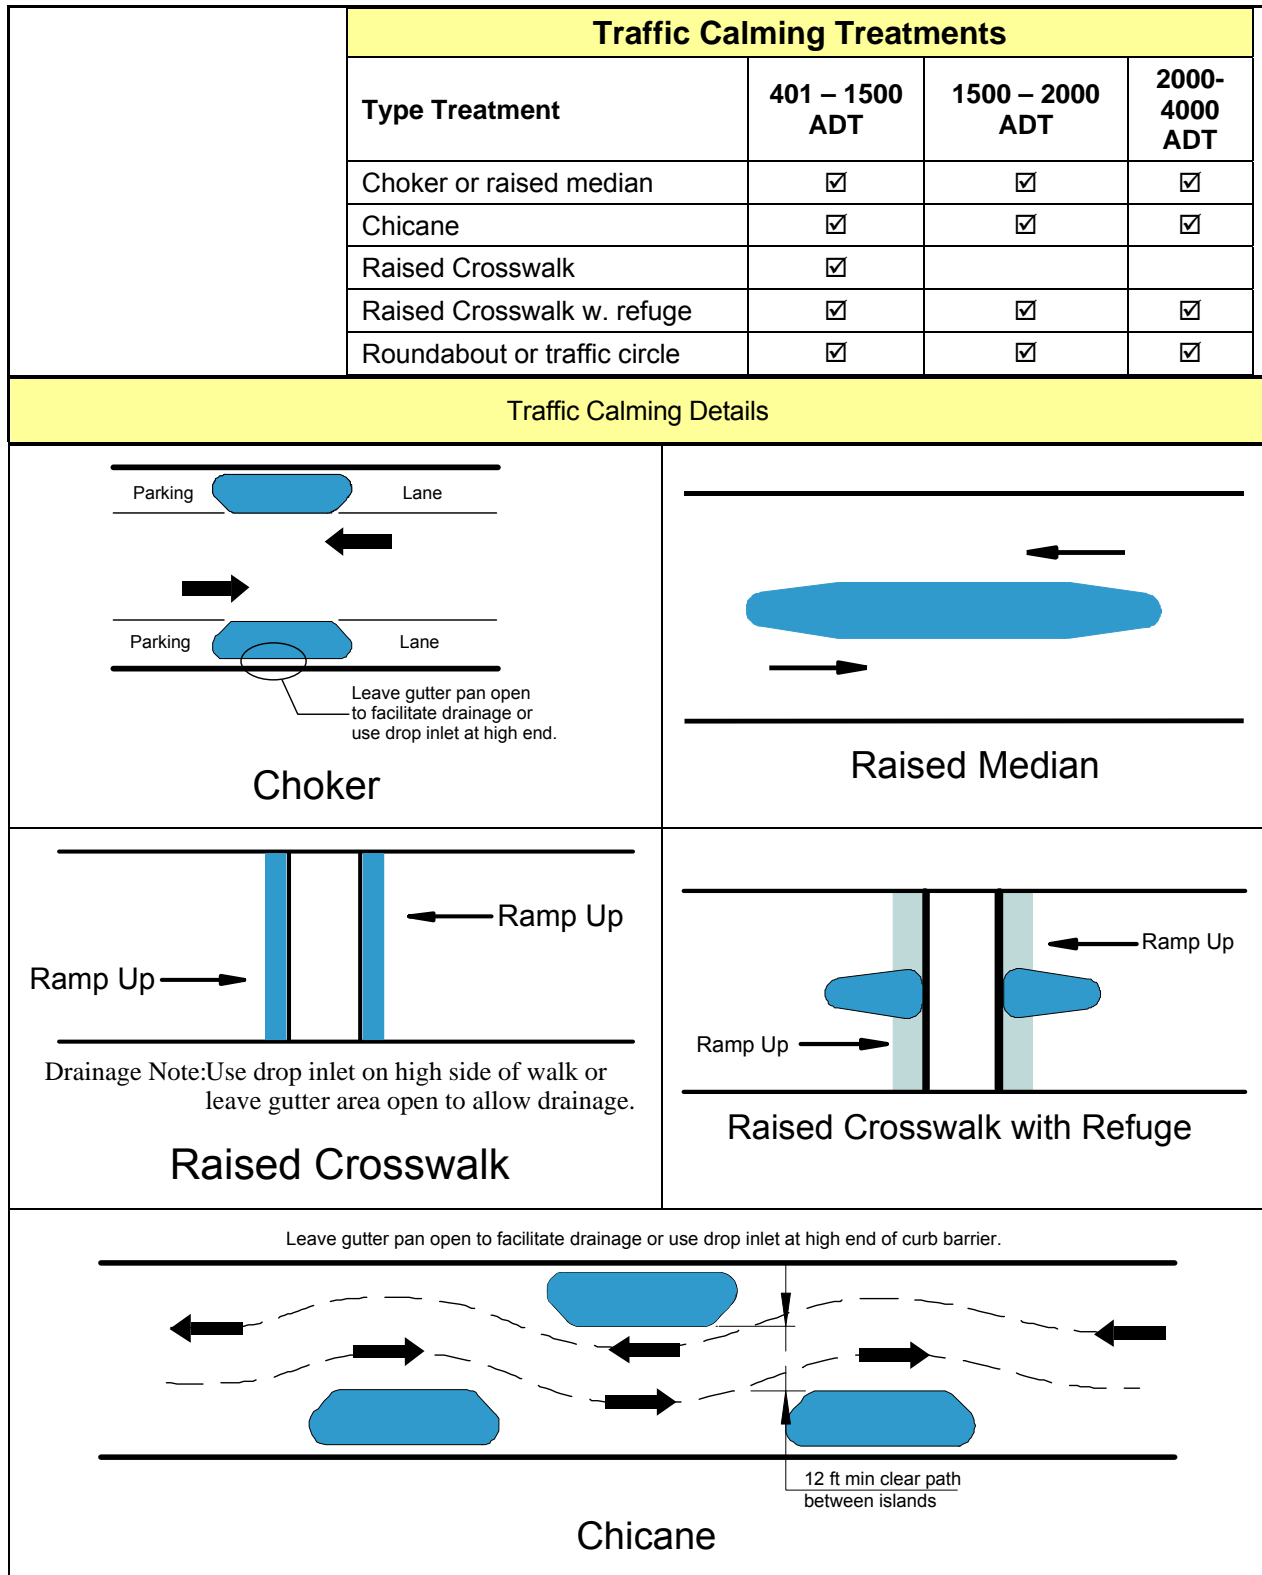 Traffic Calming Treatments
Type Treatment
401 – 1500
ADT
1500 – 2000
ADT
2000-
4000
ADT
Choker or raised median ☑ ☑ ☑
Chicane ☑ ☑ ☑
Raised Crosswalk ☑
Raised Crosswalk w. refuge ☑ ☑ ☑
Roundabout or traffic circle ☑ ☑ ☑
Traffic Calming Details
Parking Lane
Parking Lane
Leave gutter pan open
to facilitate drainage or
use drop inlet at high end.
Choker
Raised Median
Ramp Up
Ramp Up
Drainage Note:Use drop inlet on high side of walk or
leave gutter area open to allow drainage.
Raised Crosswalk
Ramp Up
Ramp Up
Raised Crosswalk with Refuge
Leave gutter pan open to facilitate drainage or use drop inlet at high end of curb barrier.
12 ft min clear path
between islands
Chicane